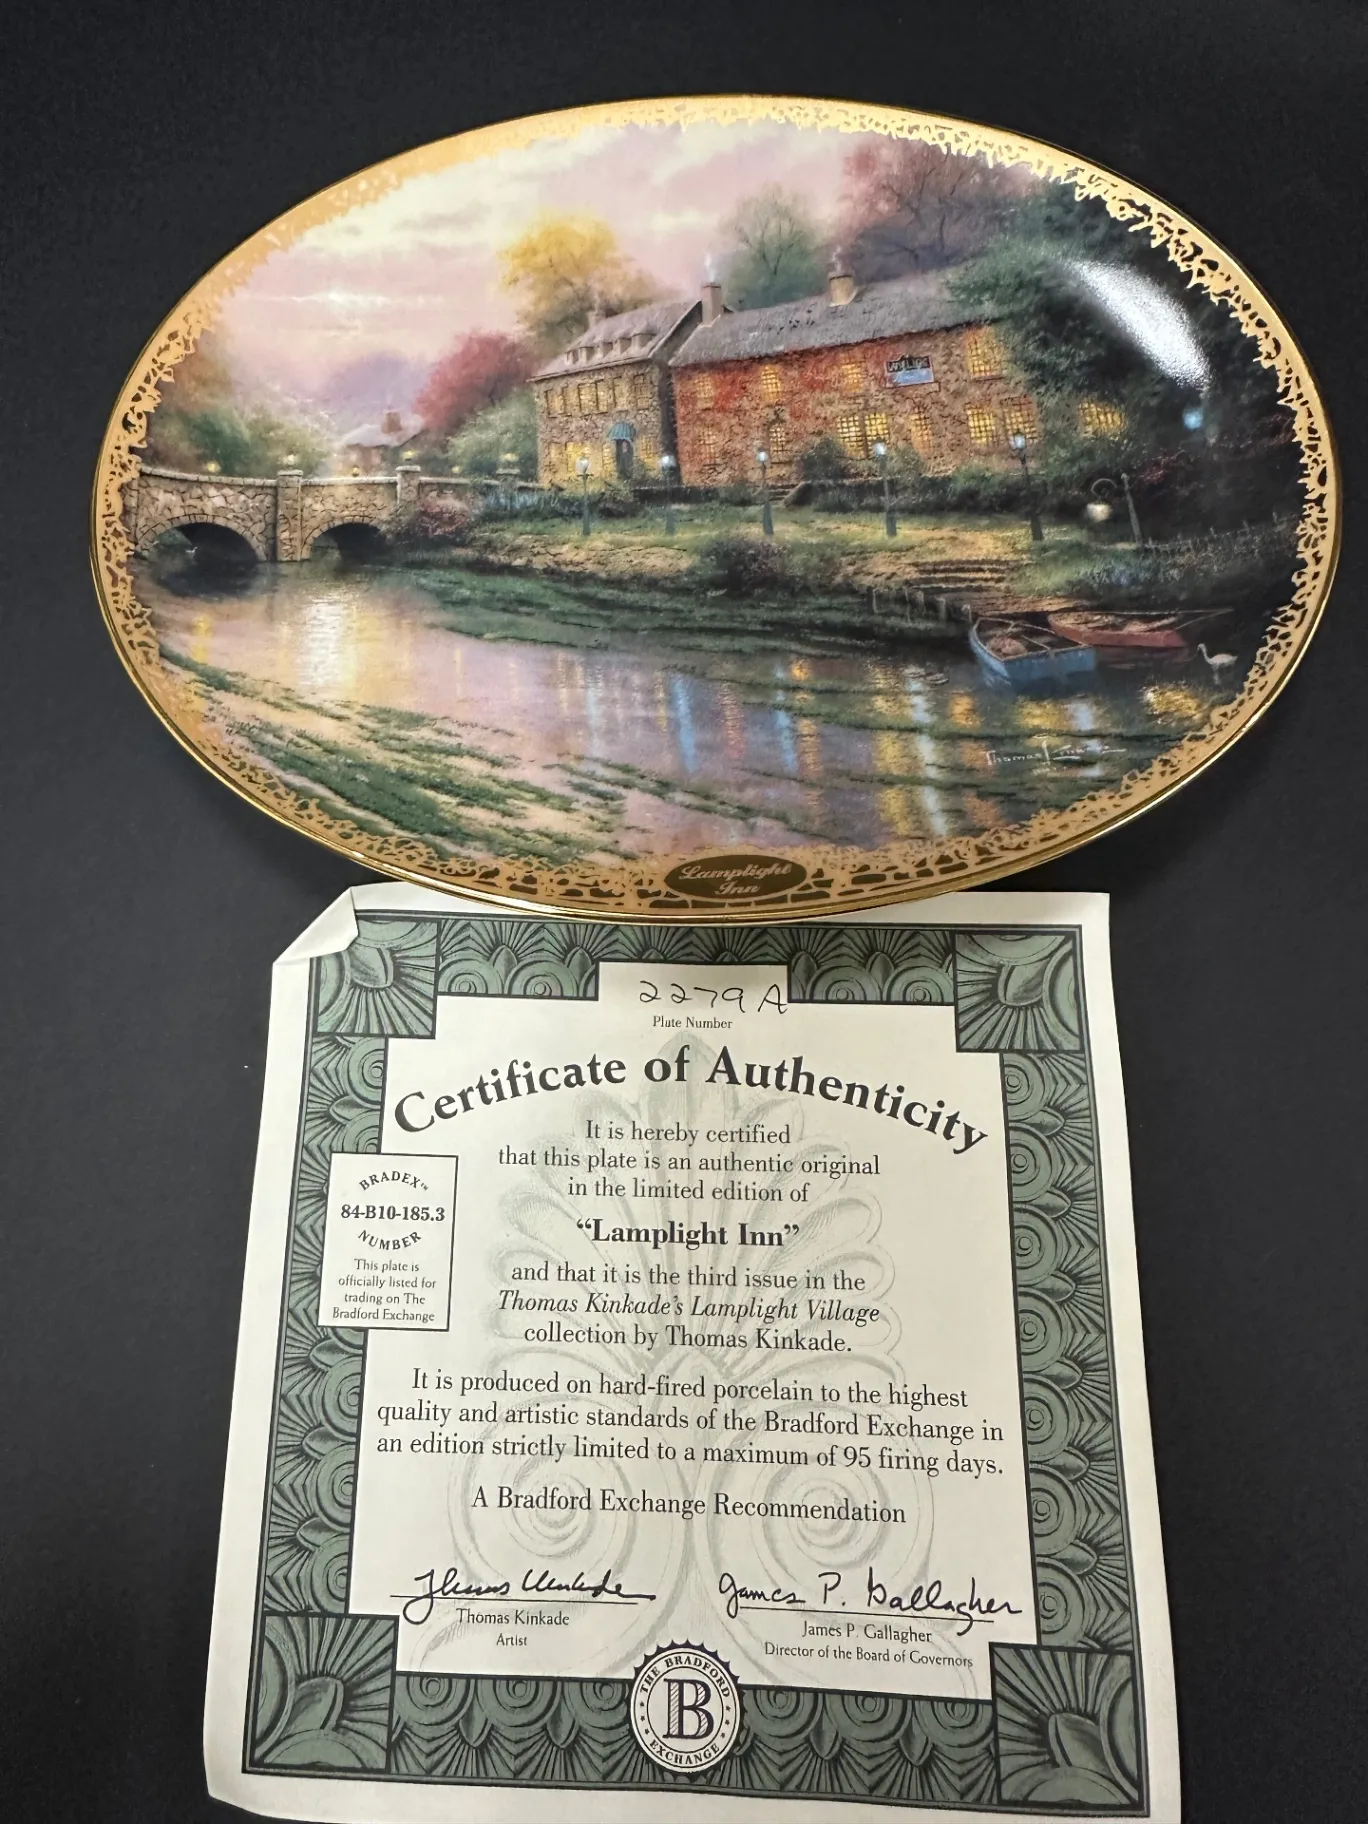 Thomas Kinkade
Lamplight
Inn
2279A
Plate Number
Certificate of Authenticity
It is hereby certified
that this plate is an authentic original
in the limited edition of
“Lamplight Inn”
and that it is the third issue in the
Thomas Kinkade's Lamplight Village
collection by Thomas Kinkade.
BRADEX™
84-B10-185.3
NUMBER
This plate is
officially listed for
trading on The
Bradford Exchange
It is produced on hard-fired porcelain to the highest
quality and artistic standards of the Bradford Exchange in
an edition strictly limited to a maximum of 95 firing days.
A Bradford Exchange Recommendation
Thomas Kinkade
Thomas Kinkade
Artist
James P. Gallagher
James P. Gallagher
Director of the Board of Governors
THE BRADFORD
B
EXCHANGE